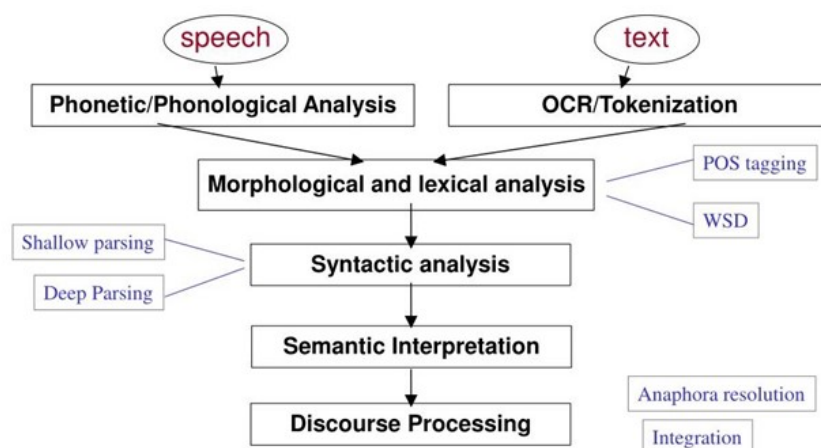 speech
text
Phonetic/Phonological Analysis
OCR/Tokenization
Morphological and lexical analysis
POS tagging
WSD
Shallow parsing
Deep Parsing
Syntactic analysis
Semantic Interpretation
Discourse Processing
Anaphora resolution
Integration